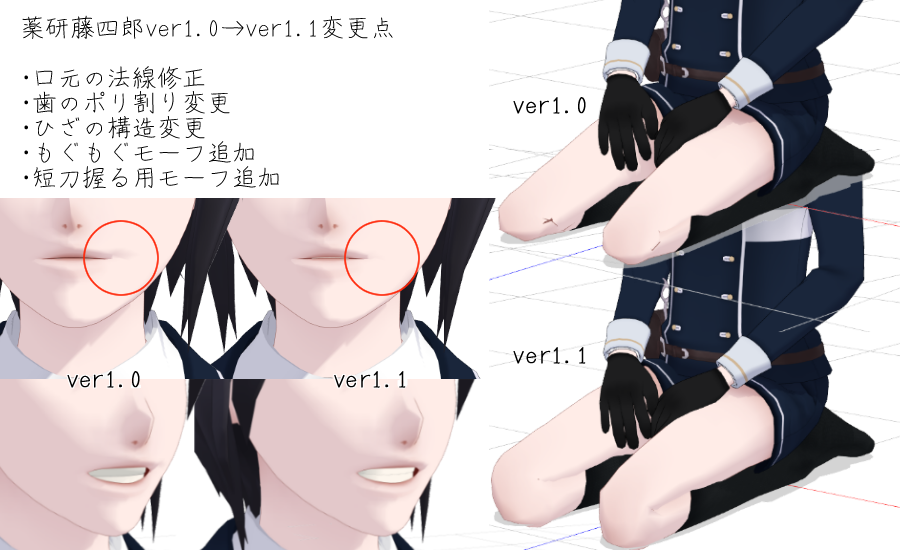 薬研藤四郎ver1.0→ver1.1変更点
・口元の法線修正
・歯のポリ割り変更
・ひざの構造変更
・もぐもぐモーフ追加
・短刀握る用モーフ追加
ver1.0
ver1.1
ver1.0
ver1.1